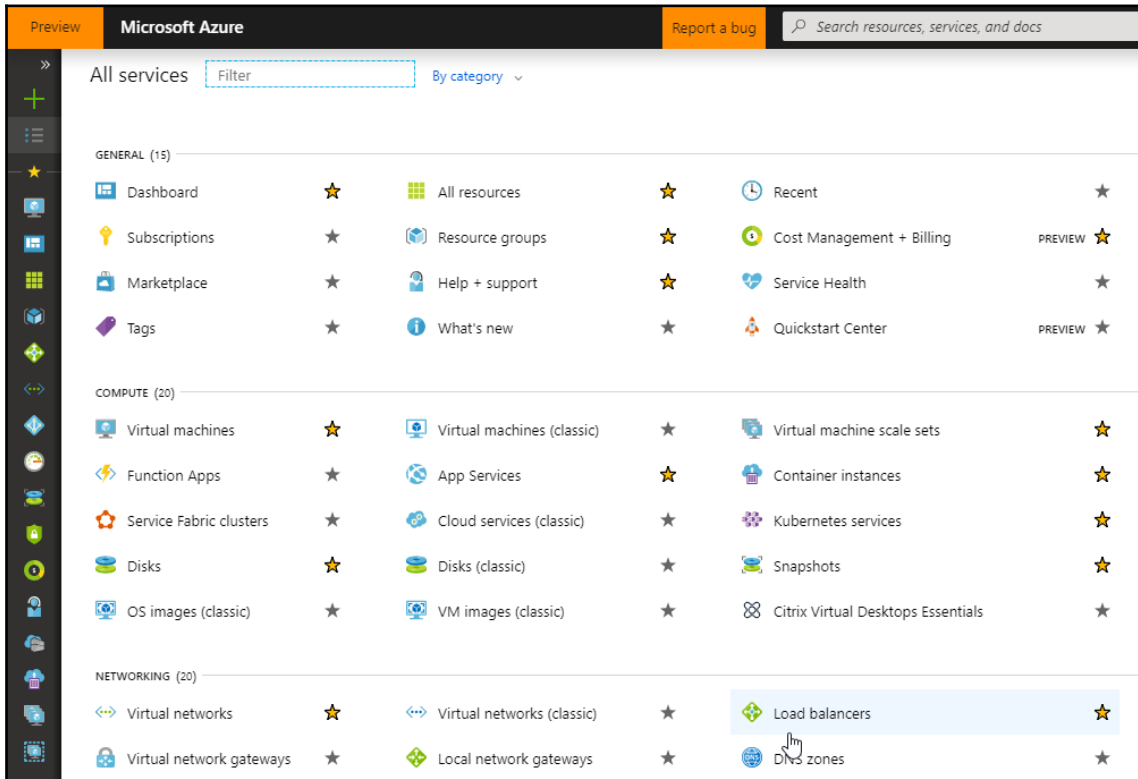 Preview Microsoft Azure Report a bug Search resources, services, and docs
All services Filter By category
GENERAL (15)
Dashboard All resources Recent
Subscriptions Resource groups Cost Management + Billing PREVIEW
Marketplace Help + support Service Health
Tags What's new Quickstart Center PREVIEW
COMPUTE (20)
Virtual machines Virtual machines (classic) Virtual machine scale sets
Function Apps App Services Container instances
Service Fabric clusters Cloud services (classic) Kubernetes services
Disks Disks (classic) Snapshots
OS images (classic) VM images (classic) Citrix Virtual Desktops Essentials
NETWORKING (20)
Virtual networks Virtual networks (classic) Load balancers
Virtual network gateways Local network gateways DNS zones